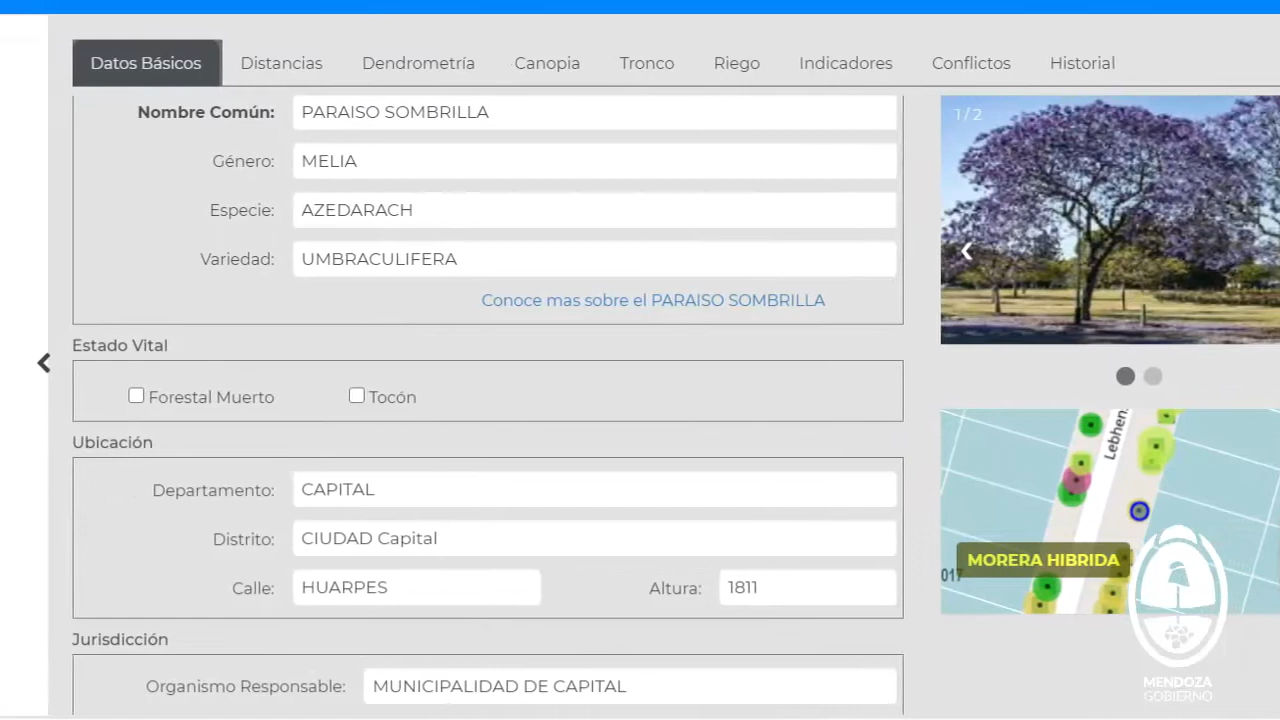 Datos Básicos Distancias Dendrometría Canopia Tronco Riego Indicadores Conflictos Historial
Nombre Común: PARAISO SOMBRILLA
Género: MELIA
Especie: AZEDARACH
Variedad: UMBRACULIFERA
Conoce mas sobre el PARAISO SOMBRILLA
Estado Vital
Forestal Muerto Tocón
Ubicación
Departamento: CAPITAL
Distrito: CIUDAD Capital
Calle: HUARPES Altura: 1811
Jurisdicción
Organismo Responsable: MUNICIPALIDAD DE CAPITAL
1 / 2
Lebhen
MORERA HIBRIDA
017
MENDOZA
GOBIERNO